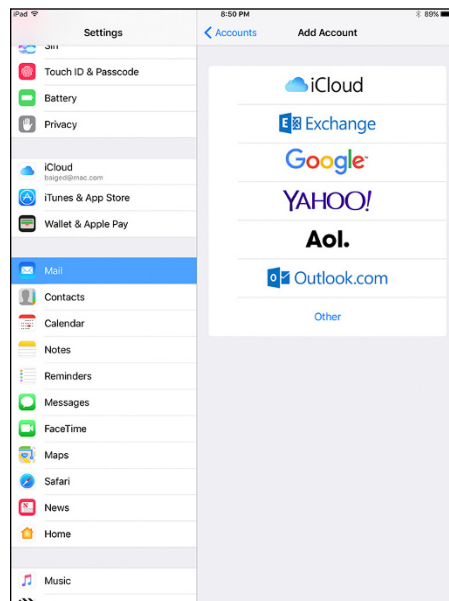 iPad 8:50 PM 89%
Settings
Accounts Add Account
Siri
Touch ID & Passcode
Battery
Privacy
iCloud
baiged@mac.com
iTunes & App Store
Wallet & Apple Pay
Mail
Contacts
Calendar
Notes
Reminders
Messages
FaceTime
Maps
Safari
News
Home
Music
iCloud
E Exchange
Google
YAHOO!
Aol.
o Outlook.com
Other